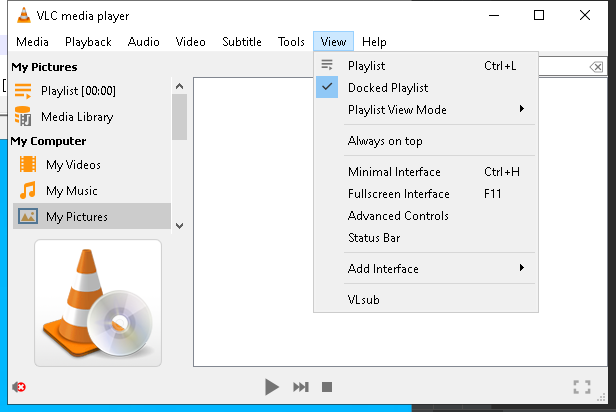 VLC media player
Media Playback Audio Video Subtitle Tools View Help
My Pictures
Playlist [00:00]
Media Library
My Computer
My Videos
My Music
My Pictures
Playlist Ctrl+L
Docked Playlist
Playlist View Mode
Always on top
Minimal Interface Ctrl+H
Fullscreen Interface F11
Advanced Controls
Status Bar
Add Interface
VLsub